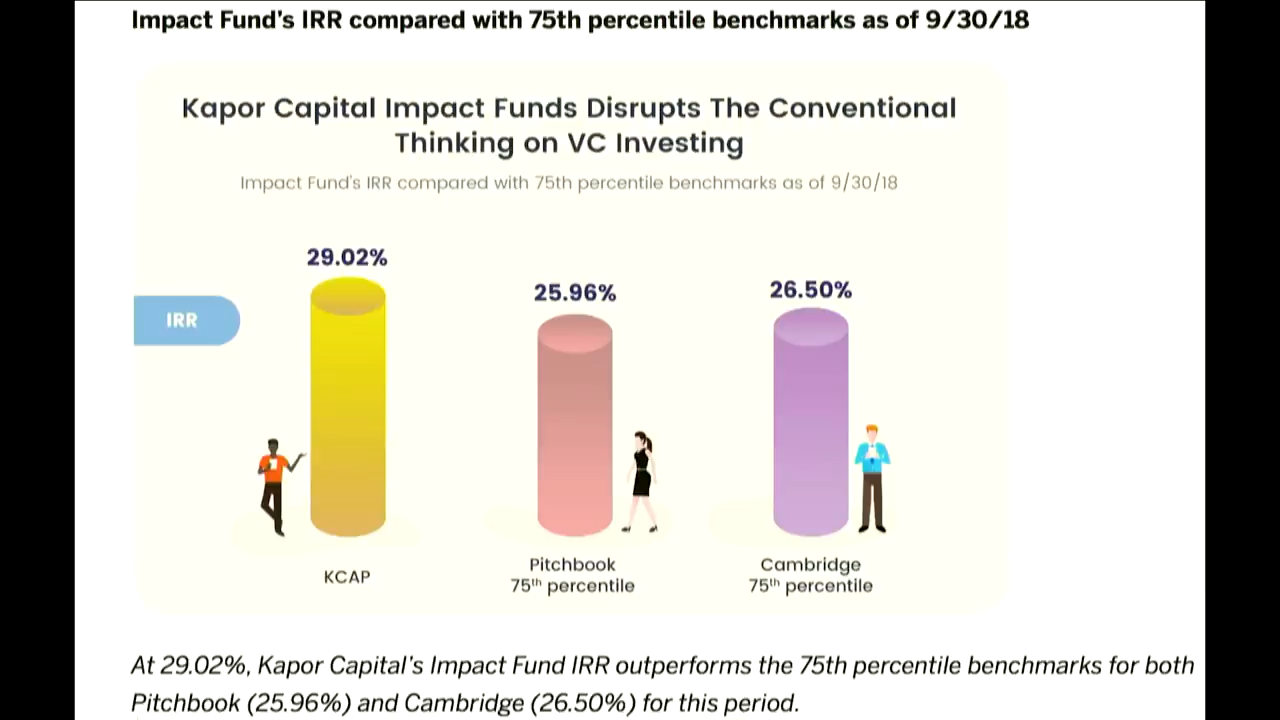 Impact Fund's IRR compared with 75th percentile benchmarks as of 9/30/18
Kapor Capital Impact Funds Disrupts The Conventional
Thinking on VC Investing
Impact Fund's IRR compared with 75th percentile benchmarks as of 9/30/18
29.02%
25.96%
26.50%
IRR
KCAP
Pitchbook
75th percentile
Cambridge
75th percentile
At 29.02%, Kapor Capital's Impact Fund IRR outperforms the 75th percentile benchmarks for both
Pitchbook (25.96%) and Cambridge (26.50%) for this period.